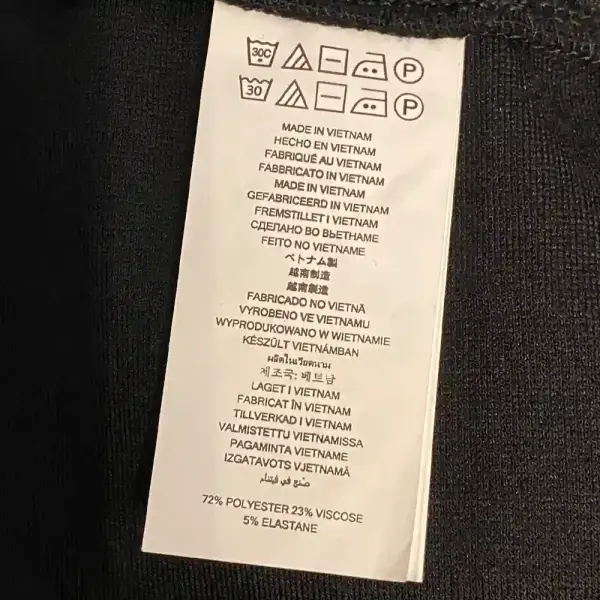 30C P
30 P
MADE IN VIETNAM
HECHO EN VIETNAM
FABRIQUÉ AU VIETNAM
FABBRICATO IN VIETNAM
MADE IN VIETNAM
GEFABRICEERD IN VIETNAM
FREMSTILLET I VIETNAM
СДЕЛАНО ВО ВЬЕТНАМЕ
FEITO NO VIETNAME
ベトナム製
越南制造
越南製造
FABRICADO NO VIETNÃ
VYROBENO VE VIETNAMU
WYPRODUKOWANO W WIETNAMIE
KÉSZÜLT VIETNÁMBAN
ผลิตในเวียดนาม
제조국: 베트남
LAGET I VIETNAM
FABRICAT ÎN VIETNAM
TILLVERKAD I VIETNAM
VALMISTETTU VIETNAMISSA
PAGAMINTA VIETNAME
IZGATAVOTS VJETNAMĀ
صنع في فيتنام
72% POLYESTER 23% VISCOSE
5% ELASTANE